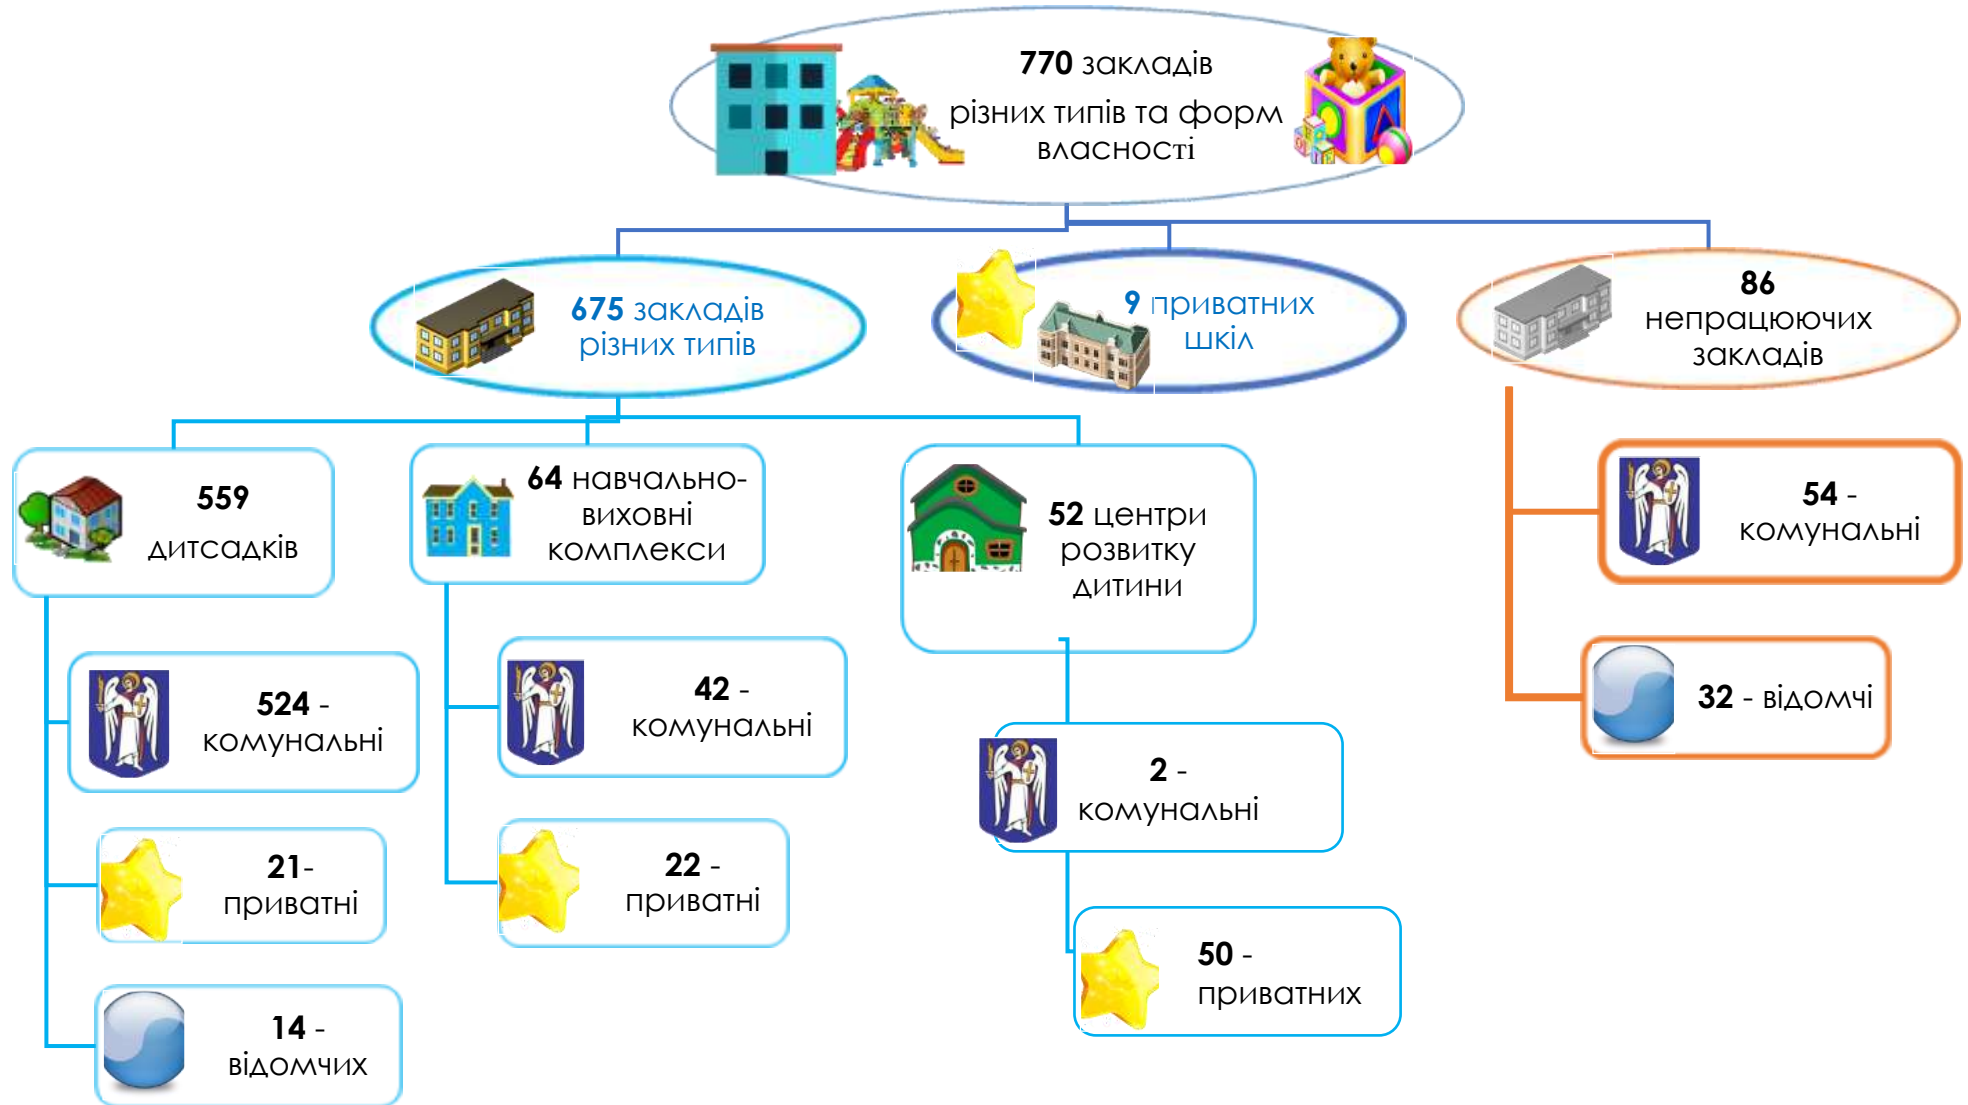 770 закладів
різних типів та форм
власності
675 закладів
різних типів
9 приватних
шкіл
86
непрацюючих
закладів
559
дитсадків
64 навчально-
виховні
комплекси
52 центри
розвитку
дитини
54 -
комунальні
32 - відомчі
524 -
комунальні
42 -
комунальні
2 -
комунальні
21-
приватні
22 -
приватні
50 -
приватних
14 -
відомчих